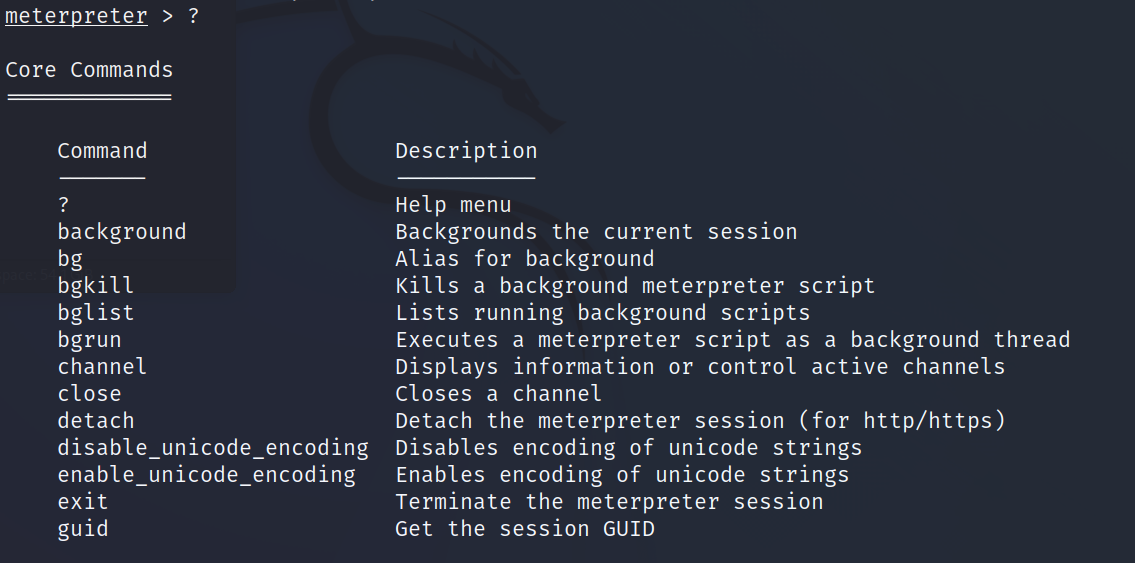 meterpreter > ?
Core Commands
Command Description
? Help menu
background Backgrounds the current session
bg Alias for background
bgkill Kills a background meterpreter script
bglist Lists running background scripts
bgrun Executes a meterpreter script as a background thread
channel Displays information or control active channels
close Closes a channel
detach Detach the meterpreter session (for http/https)
disable_unicode_encoding Disables encoding of unicode strings
enable_unicode_encoding Enables encoding of unicode strings
exit Terminate the meterpreter session
guid Get the session GUID